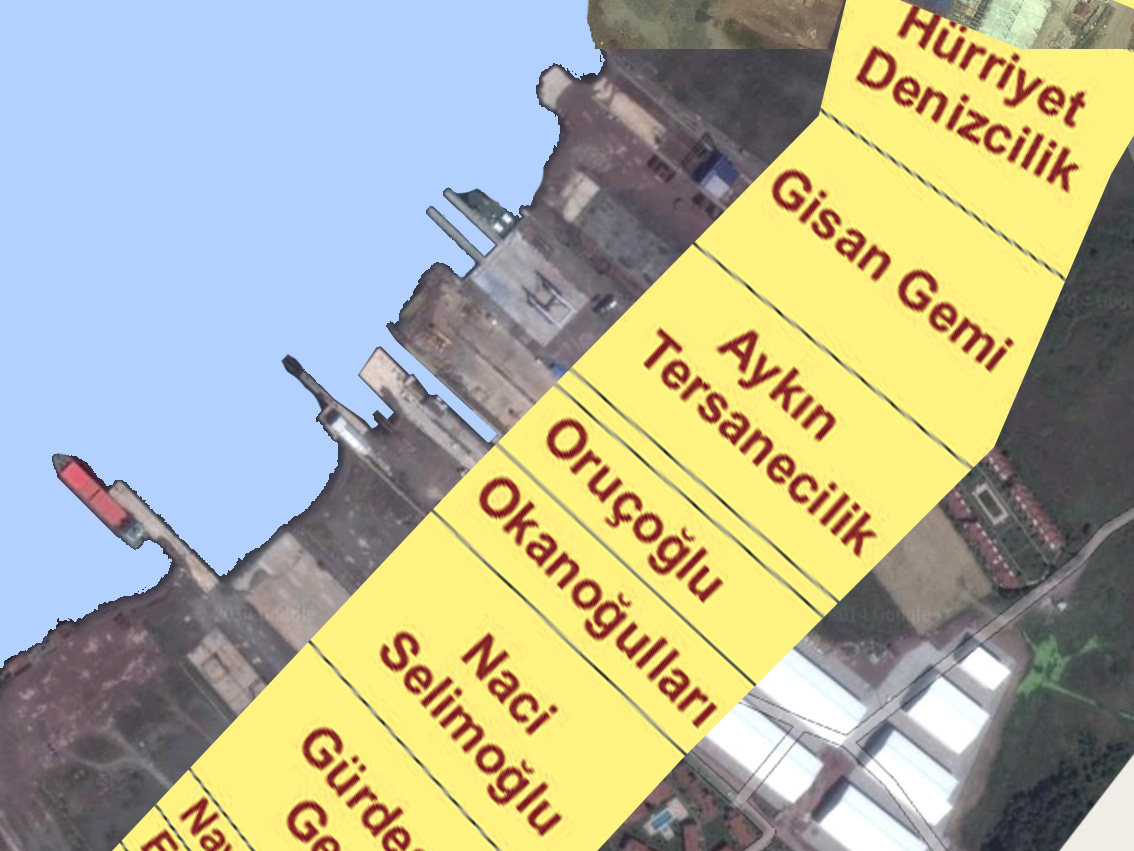 Hürriyet
Denizcilik
Gisan Gemi
Aykın
Tersanecilik
Oruçoğlu
Okanoğulları
Naci
Selimoğlu